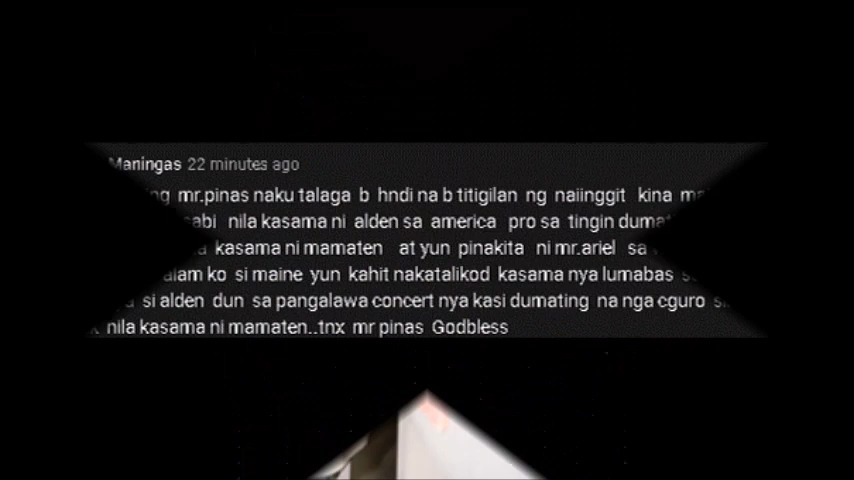 Maningas 22 minutes ago
mr.pinas naku talaga b hndi na b titigilan ng naiinggit kina
nila kasama ni alden sa america pro sa tingin
kasama ni mamaten at yun pinakita ni mr.ariel sa
ko si maine yun kahit nakatalikod kasama nya lumabas
si alden dun sa pangalawa concert nya kasi dumating na nga cguro
nila kasama ni mamaten..tnx mr pinas Godbless